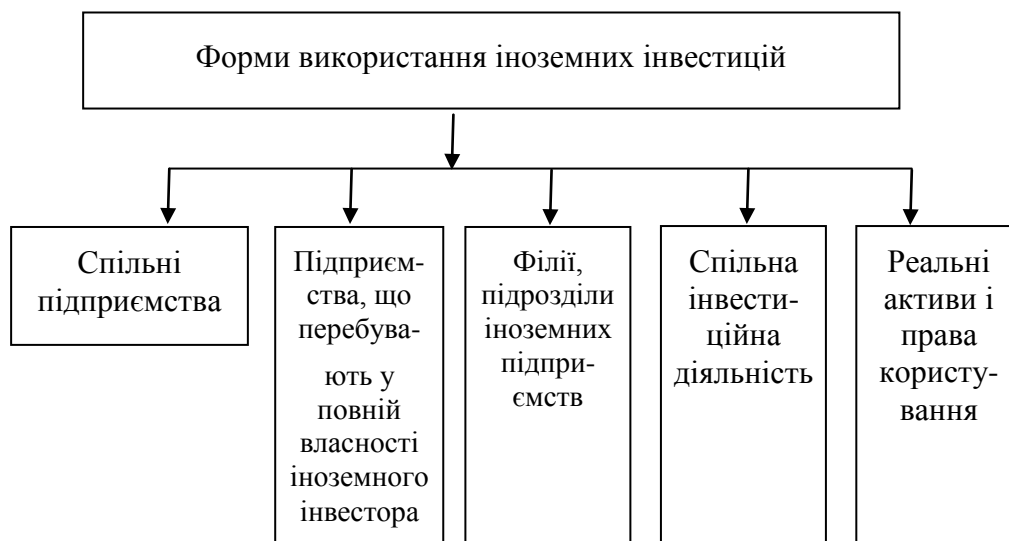 Форми використання іноземних інвестицій
Спільні
підприємства
Підприєм-
ства, що
перебува-
ють у
повній
власності
іноземного
інвестора
Філії,
підрозділи
іноземних
підпри-
ємств
Спільна
інвести-
ційна
діяльність
Реальні
активи і
права
користу-
вання